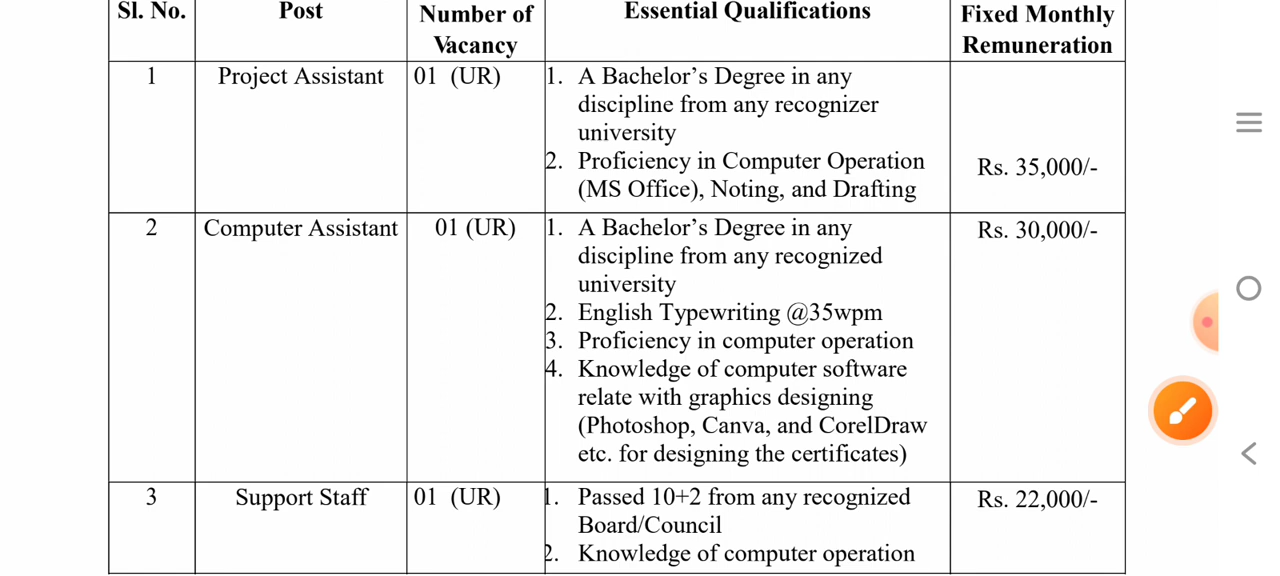 Sl. No. Post Number of Vacancy Essential Qualifications Fixed Monthly Remuneration
1 Project Assistant 01 (UR) 1. A Bachelor's Degree in any
discipline from any recognizer
university
2. Proficiency in Computer Operation
(MS Office), Noting, and Drafting
Rs. 35,000/-
2 Computer Assistant 01 (UR) 1. A Bachelor's Degree in any
discipline from any recognized
university
2. English Typewriting @35wpm
3. Proficiency in computer operation
4. Knowledge of computer software
relate with graphics designing
(Photoshop, Canva, and CorelDraw
etc. for designing the certificates)
Rs. 30,000/-
3 Support Staff 01 (UR) 1. Passed 10+2 from any recognized
Board/Council
2. Knowledge of computer operation
Rs. 22,000/-